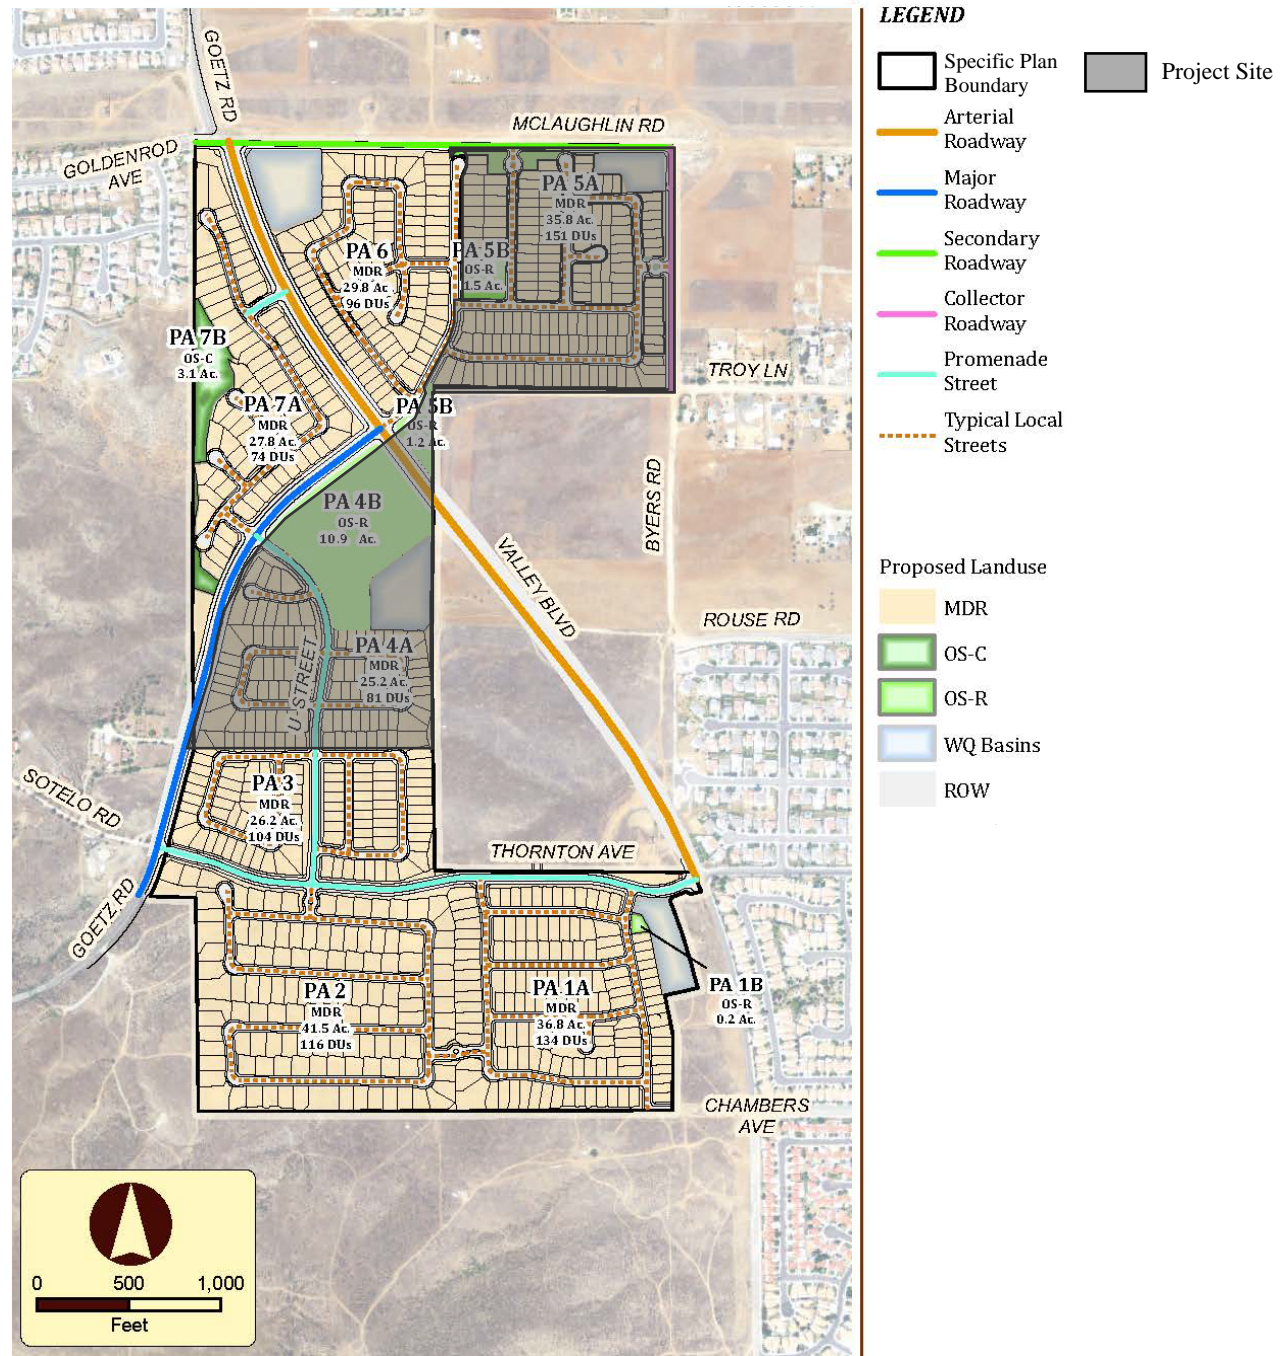 GOETZ RD
MCLAUGHLIN RD
GOLDENROD
AVE
PA 5A
MDR
35.8 Ac.
151 DUs
PA 6
MDR
29.8 Ac.
96 DUs
PA 5B
OS-R
1.5 Ac.
PA 7B
OS-C
3.1 Ac.
PA 7A
MDR
27.8 Ac.
74 DUs
PA 5B
OS-R
1.2 Ac.
TROY LN
PA 4B
OS-R
10.9 Ac.
BYERS RD
VALLEY BLVD
ROUSE RD
PA 4A
MDR
25.2 Ac.
81 DUs
U STREET
SOTELO RD
PA 3
MDR
26.2 Ac.
104 DUs
THORNTON AVE
GOETZ RD
PA 2
MDR
41.5 Ac.
116 DUs
PA 1A
MDR
36.8 Ac.
134 DUs
PA 1B
OS-R
0.2 Ac.
CHAMBERS
AVE
0 500 1,000
Feet
LEGEND
Specific Plan
Boundary
Project Site
Arterial
Roadway
Major
Roadway
Secondary
Roadway
Collector
Roadway
Promenade
Street
Typical Local
Streets
Proposed Landuse
MDR
OS-C
OS-R
WQ Basins
ROW